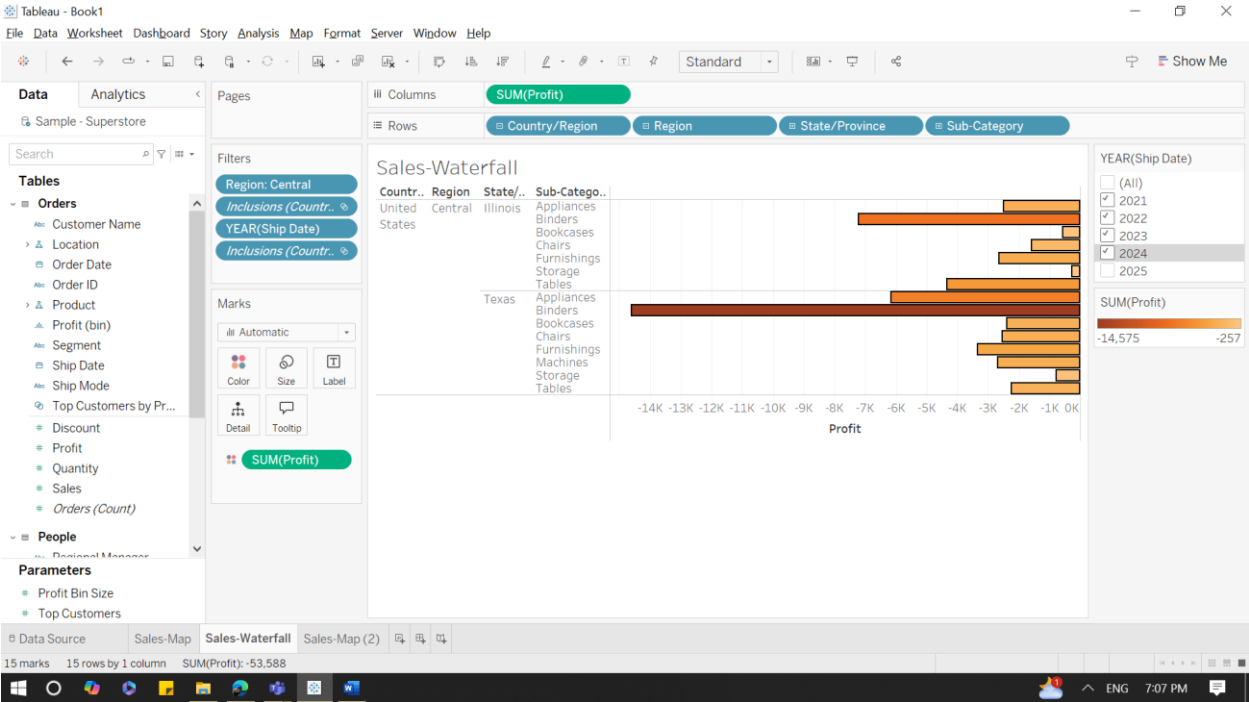 Tableau - Book1
File Data Worksheet Dashboard Story Analysis Map Format Server Window Help
Standard
Show Me
Data Analytics
Sample - Superstore
Search
Tables
Orders
Abc Customer Name
Location
Order Date
Abc Order ID
Product
Profit (bin)
Abc Segment
Ship Date
Abc Ship Mode
Top Customers by Pr...
# Discount
# Profit
# Quantity
# Sales
# Orders (Count)
People
Parameters
# Profit Bin Size
# Top Customers
Pages
Filters
Region: Central
Inclusions (Countr..
YEAR(Ship Date)
Inclusions (Countr..
Marks
Automatic
Color Size Label
Detail Tooltip
SUM(Profit)
iii Columns SUM(Profit)
Rows Country/Region Region State/Province Sub-Category
Sales-Waterfall
Countr.. Region State/.. Sub-Catego..
United States Central Illinois Appliances
Binders
Bookcases
Chairs
Furnishings
Storage
Tables
Texas Appliances
Binders
Bookcases
Chairs
Furnishings
Machines
Storage
Tables
-14K -13K -12K -11K -10K -9K -8K -7K -6K -5K -4K -3K -2K -1K 0K
Profit
YEAR(Ship Date)
(All)
2021
2022
2023
2024
2025
SUM(Profit)
-14,575 -257
Data Source Sales-Map Sales-Waterfall Sales-Map (2)
15 marks 15 rows by 1 column SUM(Profit): -53,588
1
ENG 7:07 PM